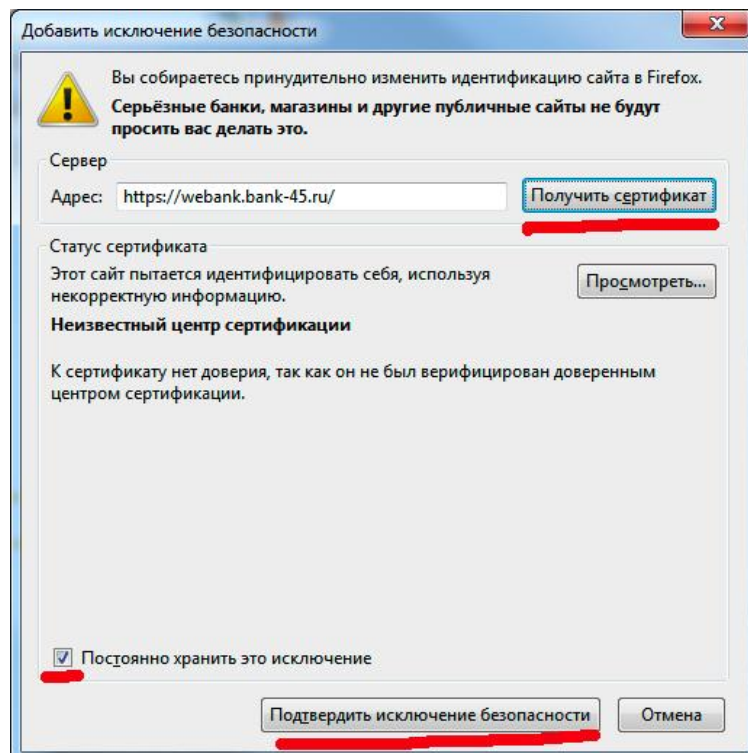 Добавить исключение безопасности
Вы собираетесь принудительно изменить идентификацию сайта в Firefox.
Серьёзные банки, магазины и другие публичные сайты не будут
просить вас делать это.
Сервер
Адрес: https://webank.bank-45.ru/ Получить сертификат
Статус сертификата
Этот сайт пытается идентифицировать себя, используя
некорректную информацию.
Просмотреть...
Неизвестный центр сертификации
К сертификату нет доверия, так как он не был верифицирован доверенным
центром сертификации.
Постоянно хранить это исключение
Подтвердить исключение безопасности Отмена